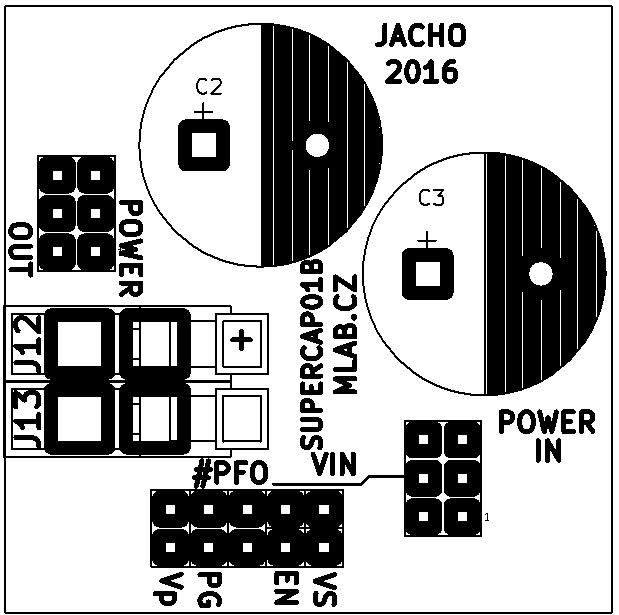 JACHO
2016
C2
+
C3
+
OUT
POWER
SUPERCAP01B
MLAB.CZ
J12
+
J13
POWER
IN
VIN
#PFO
1
Vp
PG
EN
VS